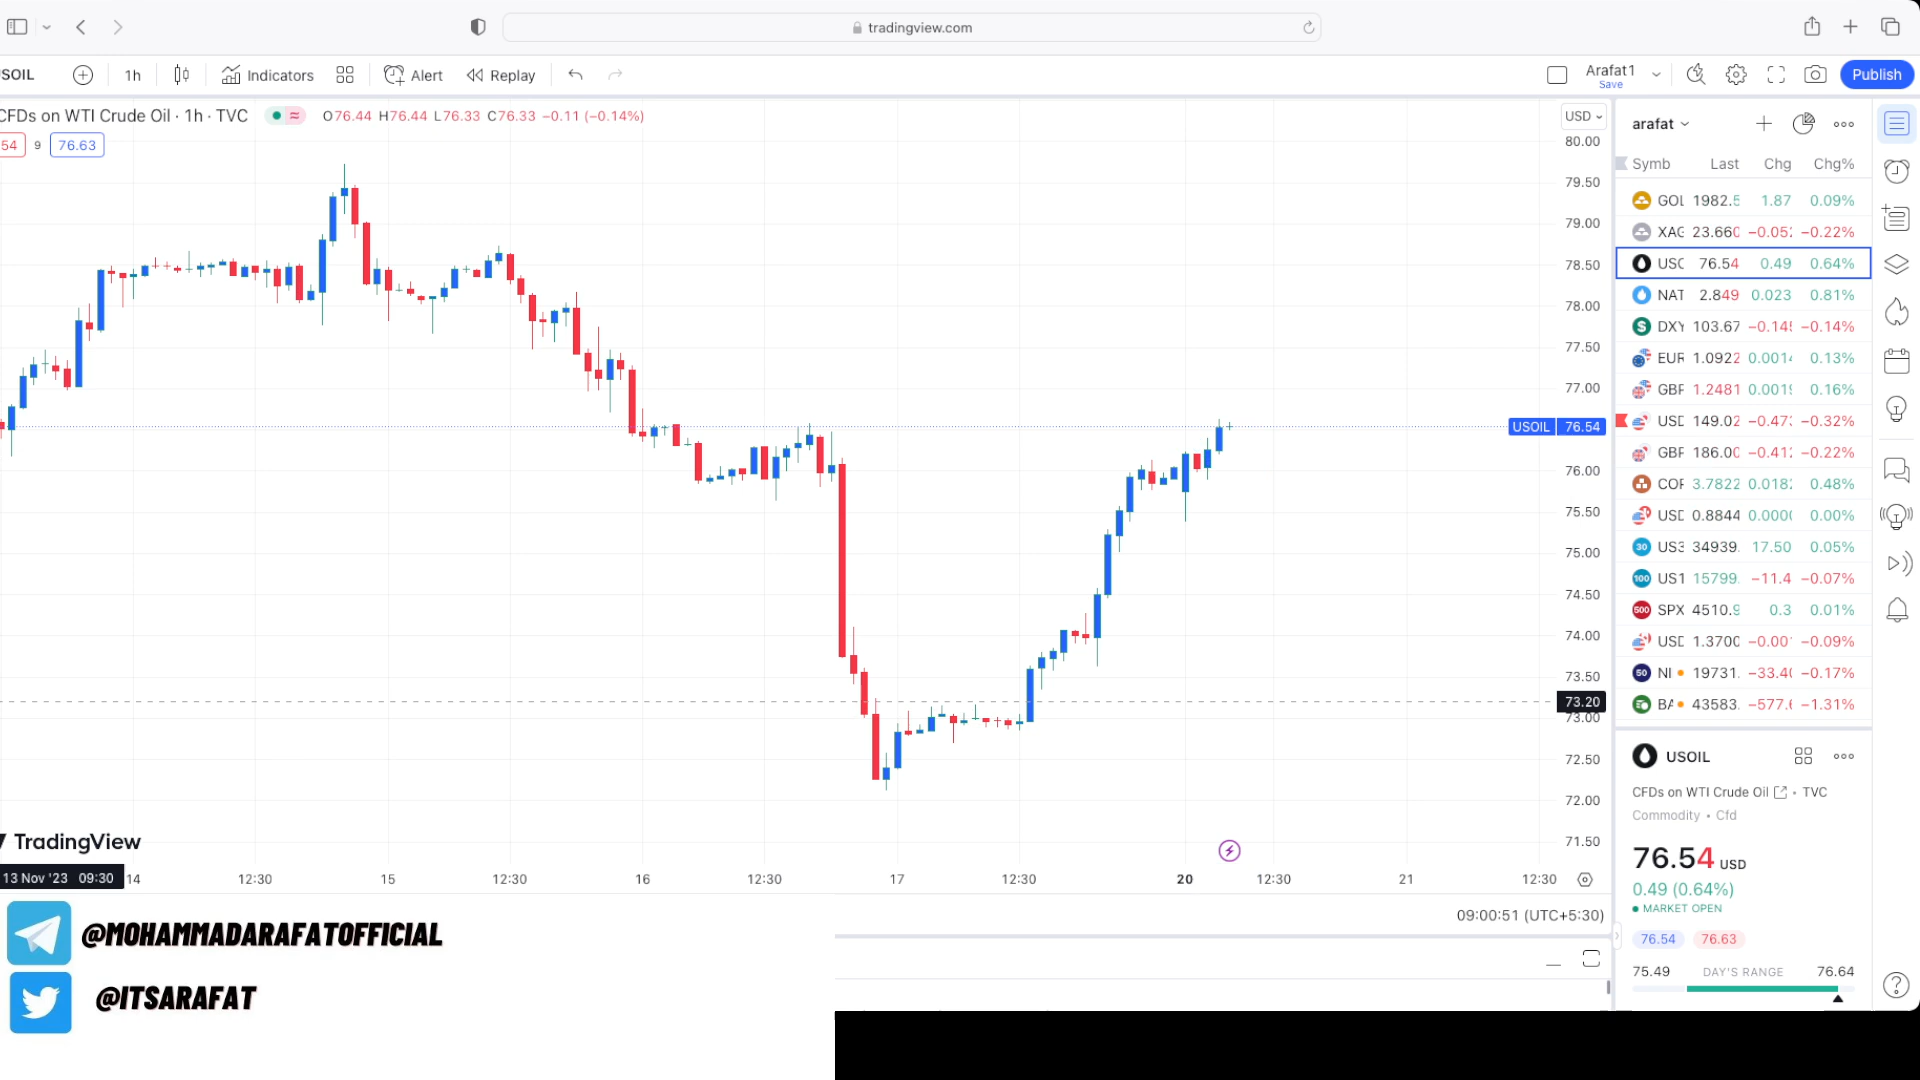 tradingview.com
SOIL 1h Indicators Alert Replay Arafat1 Save Publish
CFDs on WTI Crude Oil · 1h · TVC ≈ O76.44 H76.44 L76.33 C76.33 −0.11 (−0.14%) USD
54 9 76.63
80.00
79.50
79.00
78.50
78.00
77.50
77.00
USOIL 76.54
76.00
75.50
75.00
74.50
74.00
73.50
73.20
73.00
72.50
72.00
71.50
TradingView
13 Nov '23 09:30 14 12:30 15 12:30 16 12:30 17 12:30 20 12:30 21 12:30
09:00:51 (UTC+5:30)
arafat
Symb Last Chg Chg%
GOL 1982.5 1.87 0.09%
XAG 23.660 −0.05 −0.22%
USO 76.54 0.49 0.64%
NAT 2.849 0.023 0.81%
DXY 103.67 −0.14 −0.14%
EUR 1.0922 0.001 0.13%
GBP 1.2481 0.001 0.16%
USD 149.02 −0.47 −0.32%
GBP 186.00 −0.41 −0.22%
COP 3.7822 0.018 0.48%
USD 0.8844 0.000 0.00%
30 US3 34939. 17.50 0.05%
100 US1 15799. −11.4 −0.07%
500 SPX 4510.9 0.3 0.01%
USD 1.3700 −0.00 −0.09%
50 NI 19731. −33.4 −0.17%
BA 43583. −577.6 −1.31%
USOIL
CFDs on WTI Crude Oil • TVC
Commodity • Cfd
76.54 USD
0.49 (0.64%)
MARKET OPEN
76.54 76.63
75.49 DAY'S RANGE 76.64
@MOHAMMADARAFATOFFICIAL
@ITSARAFAT